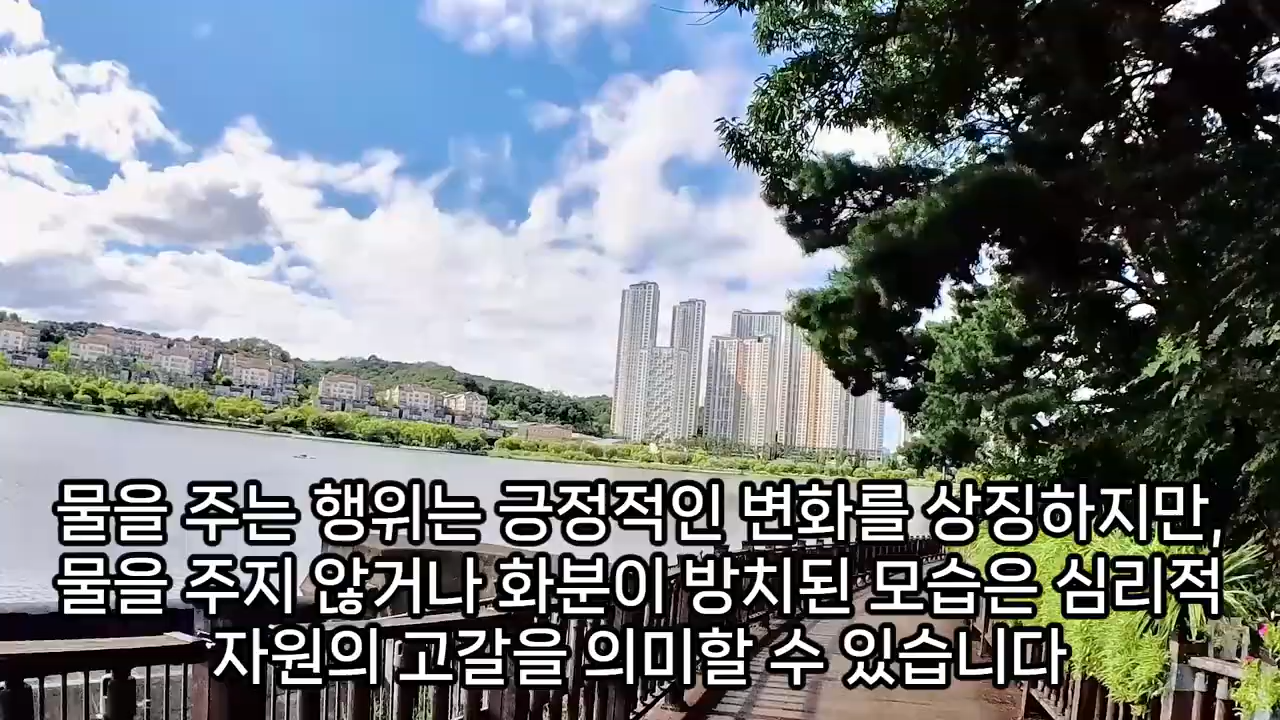 물을 주는 행위는 긍정적인 변화를 상징하지만,
물을 주지 않거나 화분이 방치된 모습은 심리적
자원의 고갈을 의미할 수 있습니다